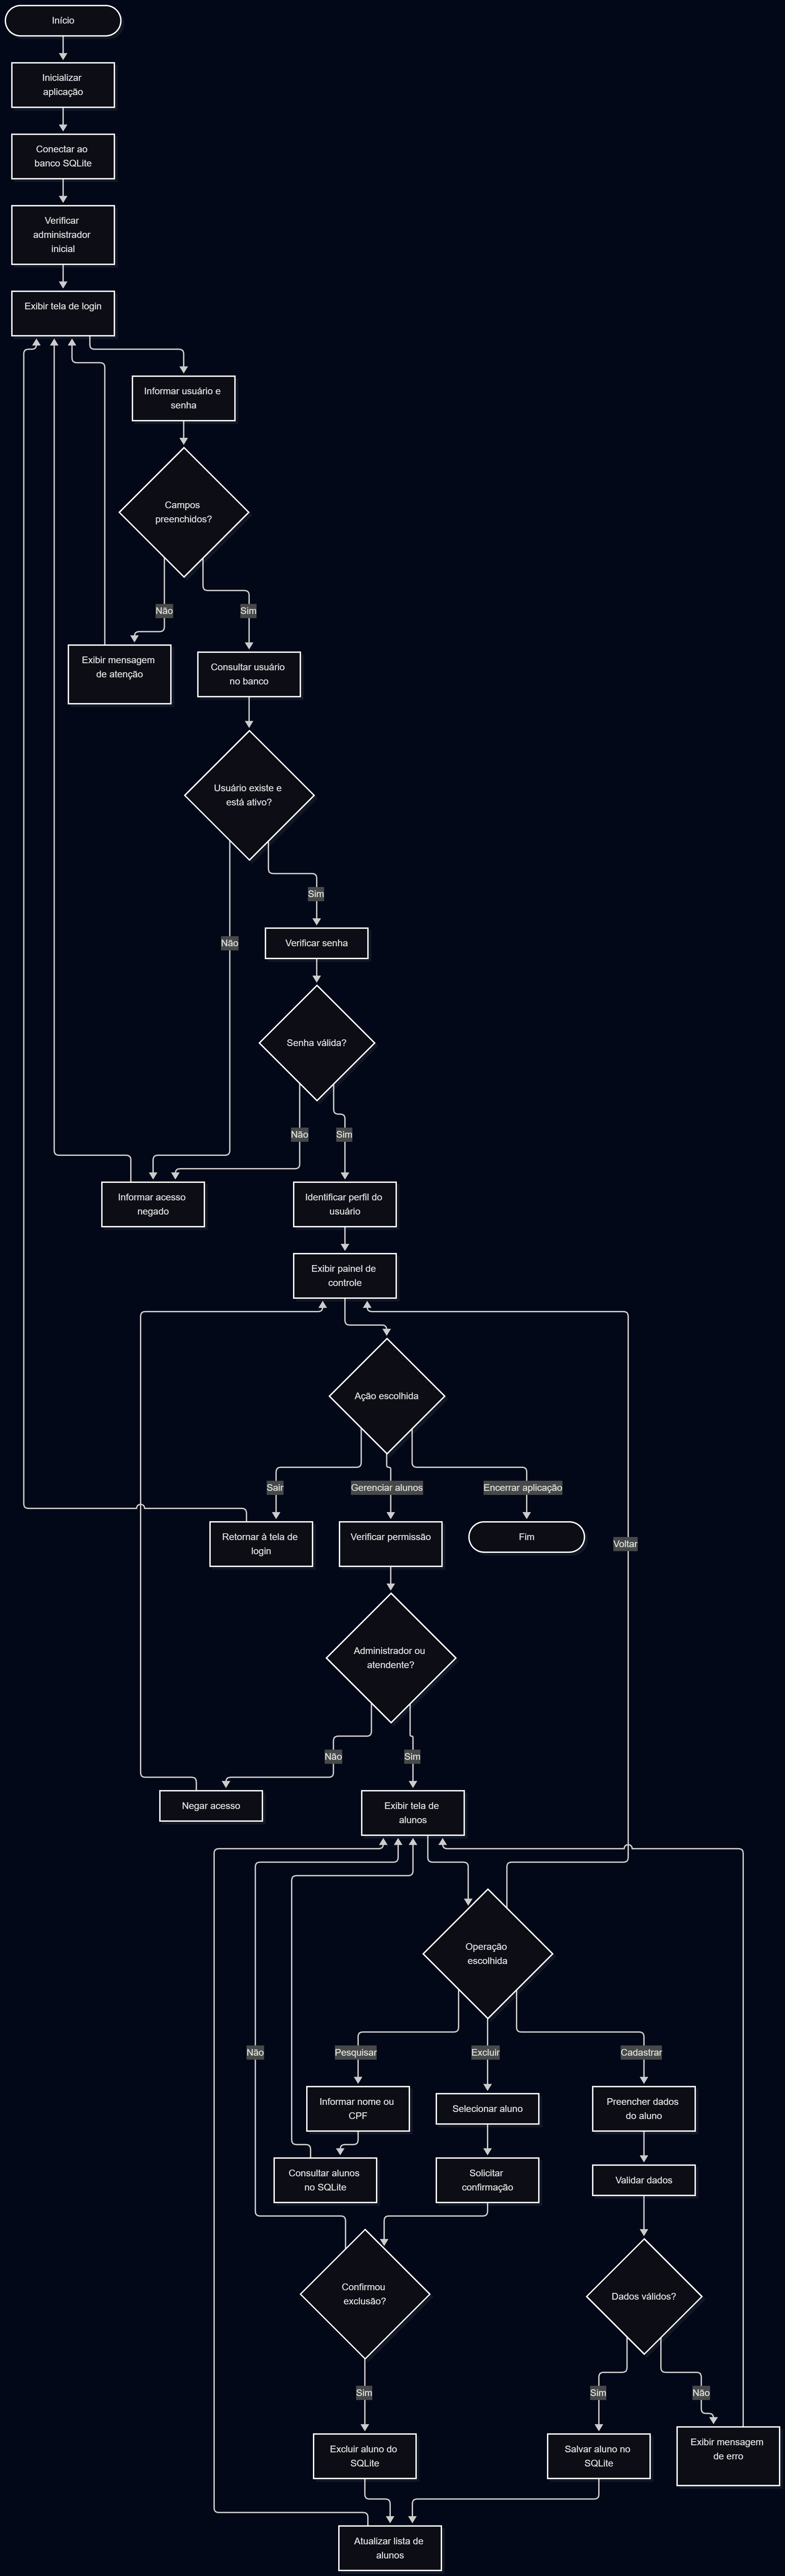 Início
Inicializar
aplicação
Conectar ao
banco SQLite
Verificar
administrador
inicial
Exibir tela de login
Informar usuário e
senha
Campos
preenchidos?
Não
Sim
Exibir mensagem
de atenção
Consultar usuário
no banco
Usuário existe e
está ativo?
Sim
Não
Verificar senha
Senha válida?
Não
Sim
Informar acesso
negado
Identificar perfil do
usuário
Exibir painel de
controle
Ação escolhida
Sair
Gerenciar alunos
Encerrar aplicação
Retornar à tela de
login
Verificar permissão
Fim
Voltar
Administrador ou
atendente?
Não
Sim
Negar acesso
Exibir tela de
alunos
Operação
escolhida
Não
Pesquisar
Excluir
Cadastrar
Informar nome ou
CPF
Selecionar aluno
Preencher dados
do aluno
Consultar alunos
no SQLite
Solicitar
confirmação
Validar dados
Confirmou
exclusão?
Dados válidos?
Sim
Sim
Não
Excluir aluno do
SQLite
Salvar aluno no
SQLite
Exibir mensagem
de erro
Atualizar lista de
alunos